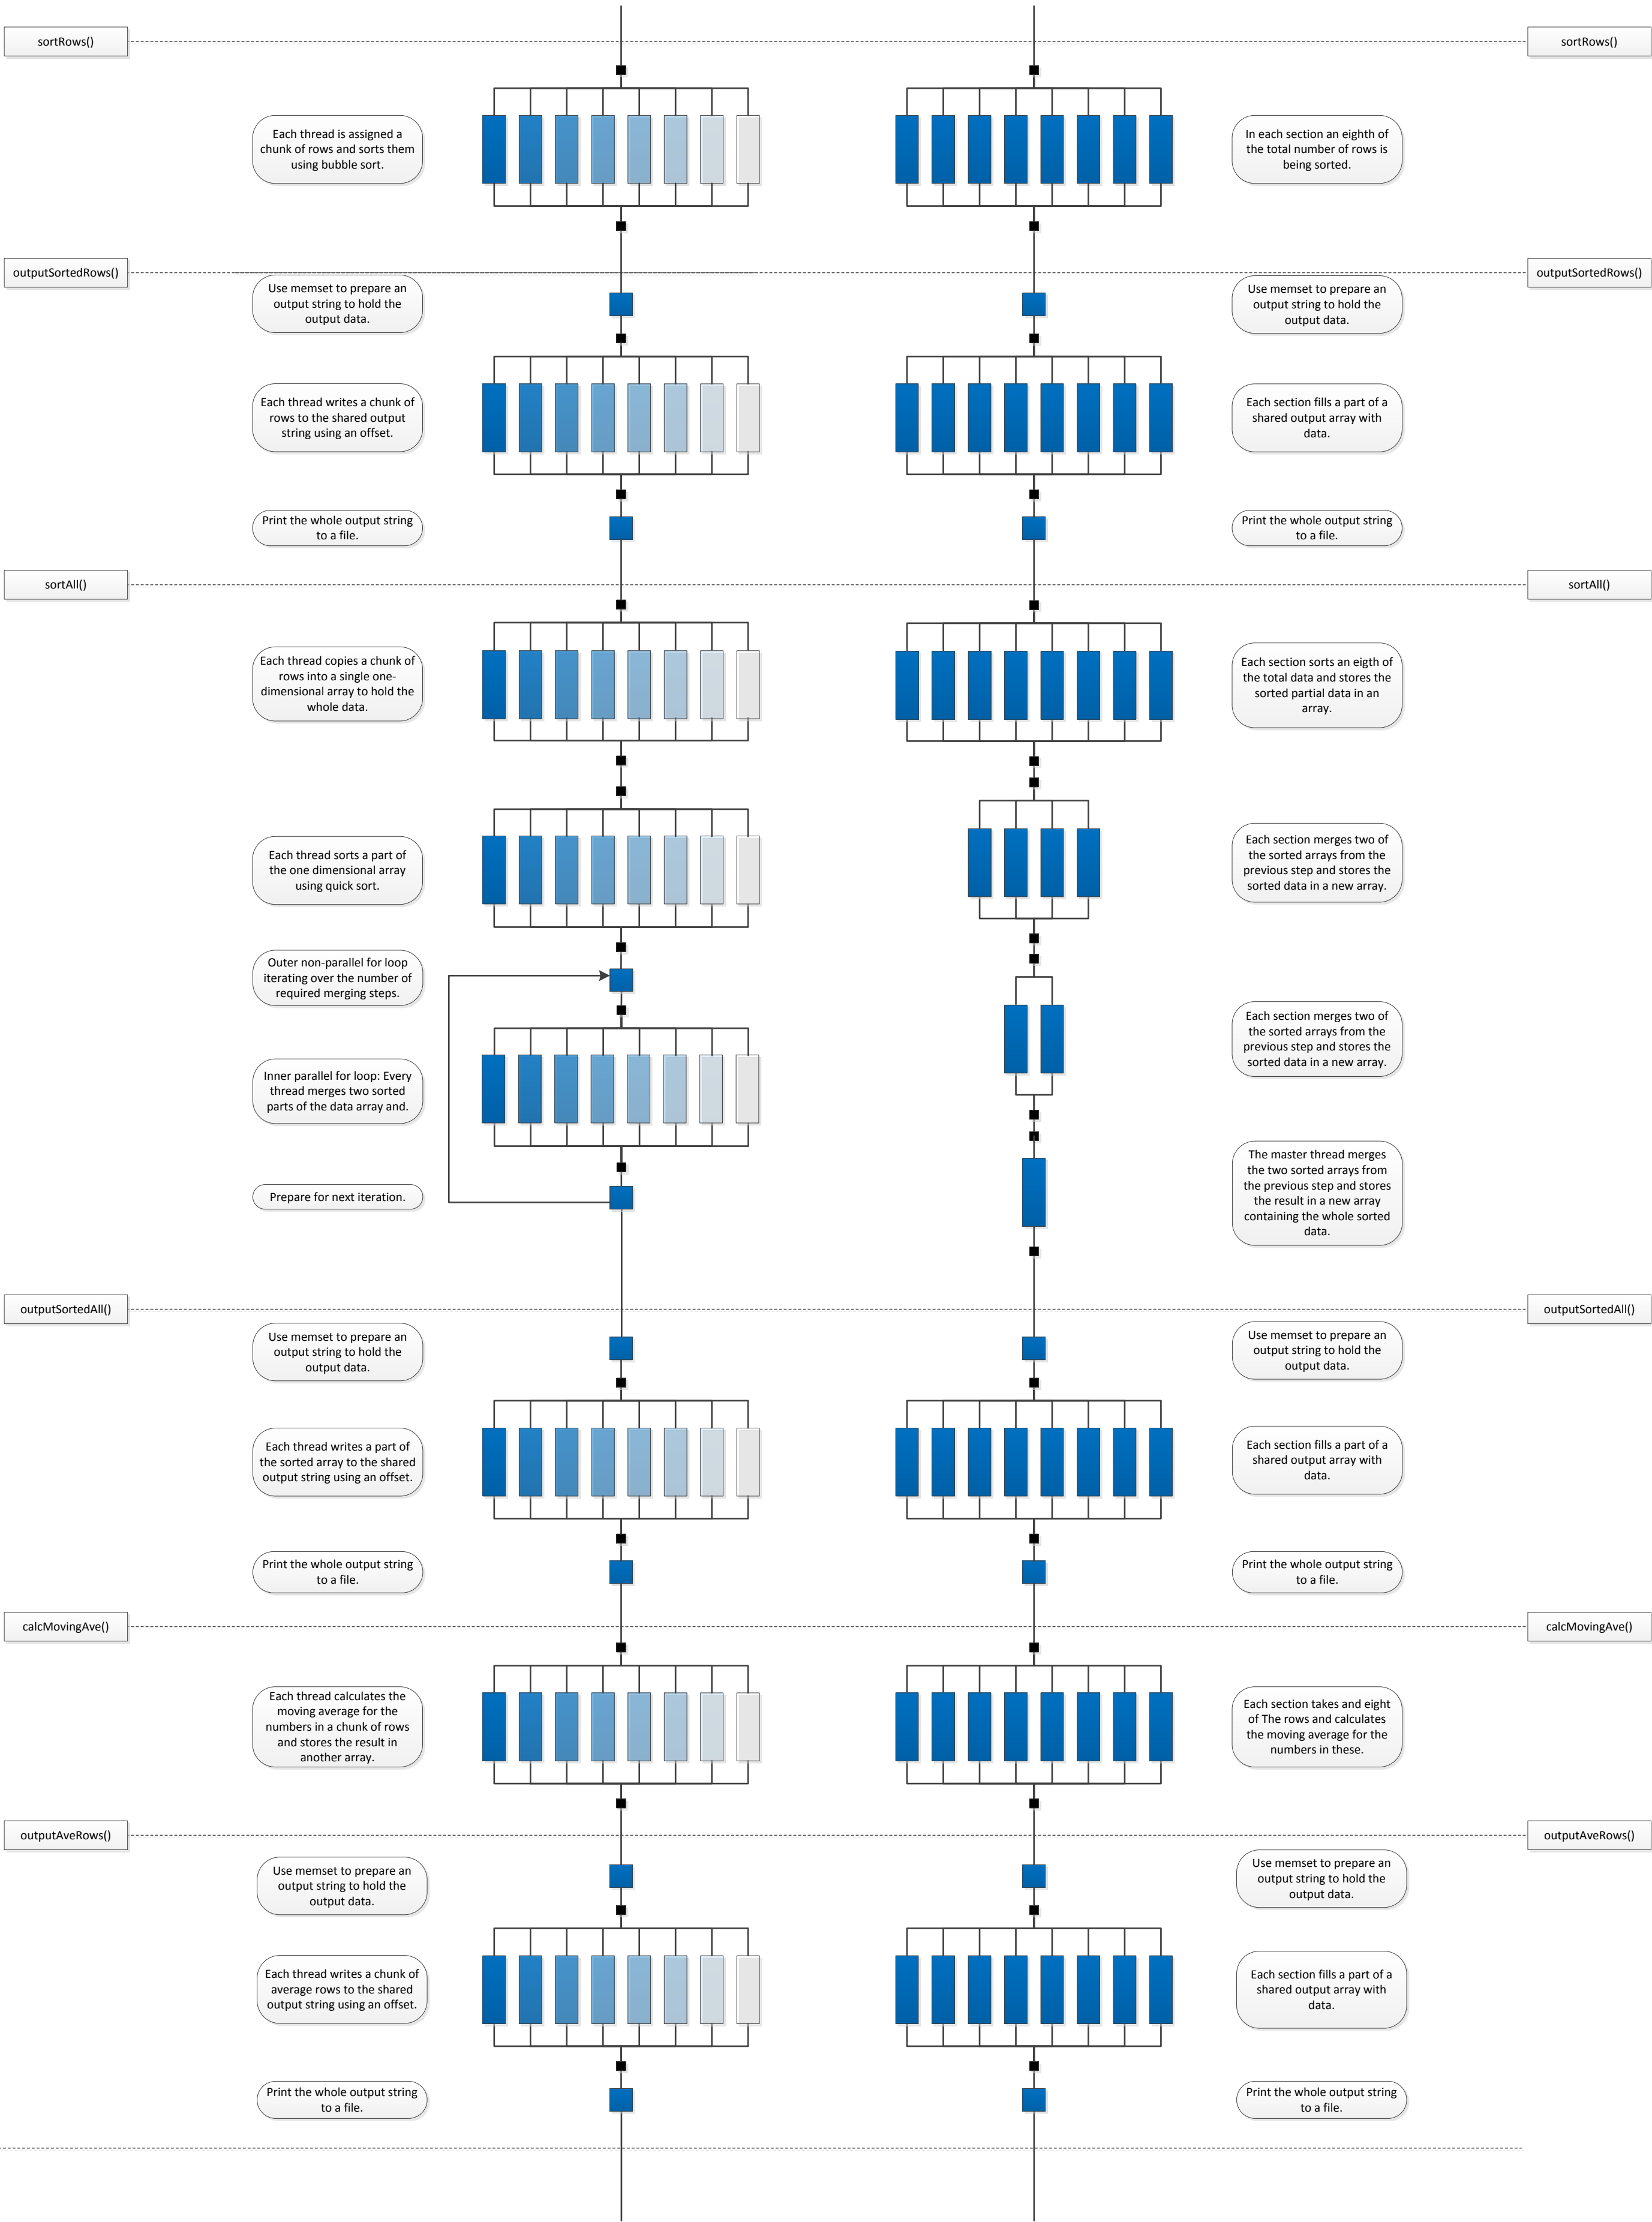 sortRows()
sortRows()
Each thread is assigned a
chunk of rows and sorts them
using bubble sort.
In each section an eighth of
the total number of rows is
being sorted.
outputSortedRows()
outputSortedRows()
Use memset to prepare an
output string to hold the
output data.
Use memset to prepare an
output string to hold the
output data.
Each thread writes a chunk of
rows to the shared output
string using an offset.
Each section fills a part of a
shared output array with
data.
Print the whole output string
to a file.
Print the whole output string
to a file.
sortAll()
sortAll()
Each thread copies a chunk of
rows into a single one-
dimensional array to hold the
whole data.
Each section sorts an eigth of
the total data and stores the
sorted partial data in an
array.
Each thread sorts a part of
the one dimensional array
using quick sort.
Each section merges two of
the sorted arrays from the
previous step and stores the
sorted data in a new array.
Outer non-parallel for loop
iterating over the number of
required merging steps.
Each section merges two of
the sorted arrays from the
previous step and stores the
sorted data in a new array.
Inner parallel for loop: Every
thread merges two sorted
parts of the data array and.
Prepare for next iteration.
The master thread merges
the two sorted arrays from
the previous step and stores
the result in a new array
containing the whole sorted
data.
outputSortedAll()
outputSortedAll()
Use memset to prepare an
output string to hold the
output data.
Use memset to prepare an
output string to hold the
output data.
Each thread writes a part of
the sorted array to the shared
output string using an offset.
Each section fills a part of a
shared output array with
data.
Print the whole output string
to a file.
Print the whole output string
to a file.
calcMovingAve()
calcMovingAve()
Each thread calculates the
moving average for the
numbers in a chunk of rows
and stores the result in
another array.
Each section takes and eight
of The rows and calculates
the moving average for the
numbers in these.
outputAveRows()
outputAveRows()
Use memset to prepare an
output string to hold the
output data.
Use memset to prepare an
output string to hold the
output data.
Each thread writes a chunk of
average rows to the shared
output string using an offset.
Each section fills a part of a
shared output array with
data.
Print the whole output string
to a file.
Print the whole output string
to a file.